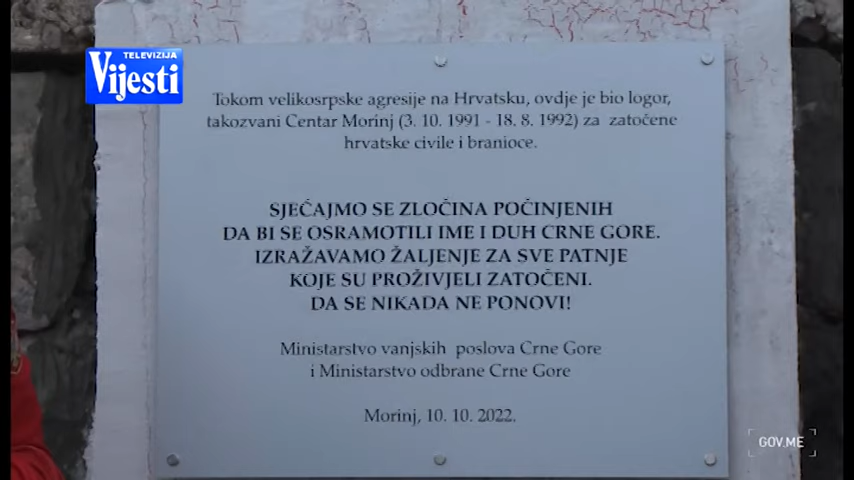 TELEVIZIJA
Vijesti
Tokom velikosrpske agresije na Hrvatsku, ovdje je bio logor,
takozvani Centar Morinj (3. 10. 1991 - 18. 8. 1992) za zatočene
hrvatske civile i branioce.
SJEĆAJMO SE ZLOČINA POČINJENIH
DA BI SE OSRAMOTILI IME I DUH CRNE GORE.
IZRAŽAVAMO ŽALJENJE ZA SVE PATNJE
KOJE SU PROŽIVJELI ZATOČENI.
DA SE NIKADA NE PONOVI!
Ministarstvo vanjskih poslova Crne Gore
i Ministarstvo odbrane Crne Gore
Morinj, 10. 10. 2022.
GOV.ME